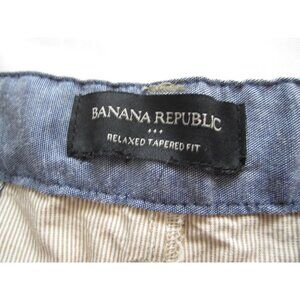 BANANA REPUBLIC
RELAXED TAPERED FIT